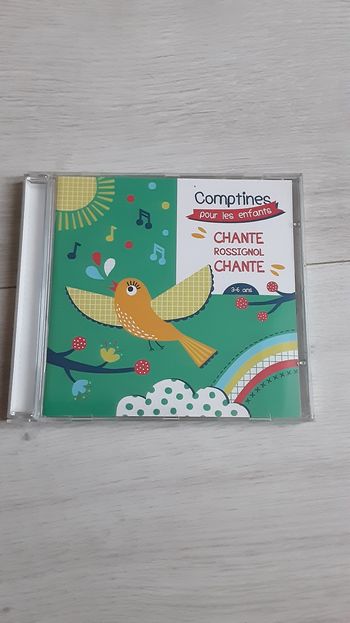 Comptines
pour les enfants
CHANTE
ROSSIGNOL
CHANTE
3-6 ans